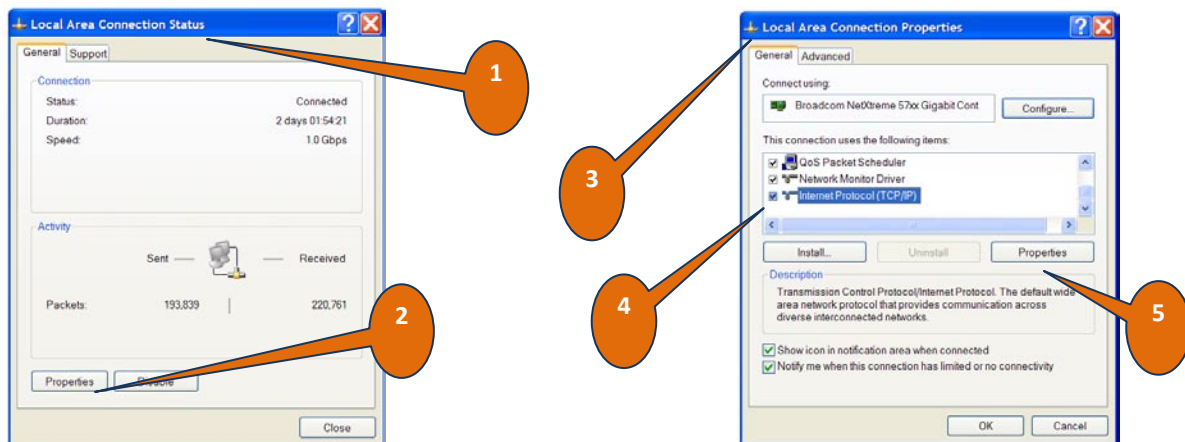 Local Area Connection Status
General Support
Connection
Status: Connected
Duration: 2 days 01:54:21
Speed: 1.0 Gbps
Activity
Sent Received
Packets: 193,839 220,761
Properties Disable
Close
1
2
Local Area Connection Properties
General Advanced
Connect using:
Broadcom NetXtreme 57xx Gigabit Cont Configure...
This connection uses the following items:
QoS Packet Scheduler
Network Monitor Driver
Internet Protocol (TCP/IP)
Install... Uninstall Properties
Description
Transmission Control Protocol/Internet Protocol. The default wide
area network protocol that provides communication across
diverse interconnected networks.
Show icon in notification area when connected
Notify me when this connection has limited or no connectivity
OK Cancel
3
4
5